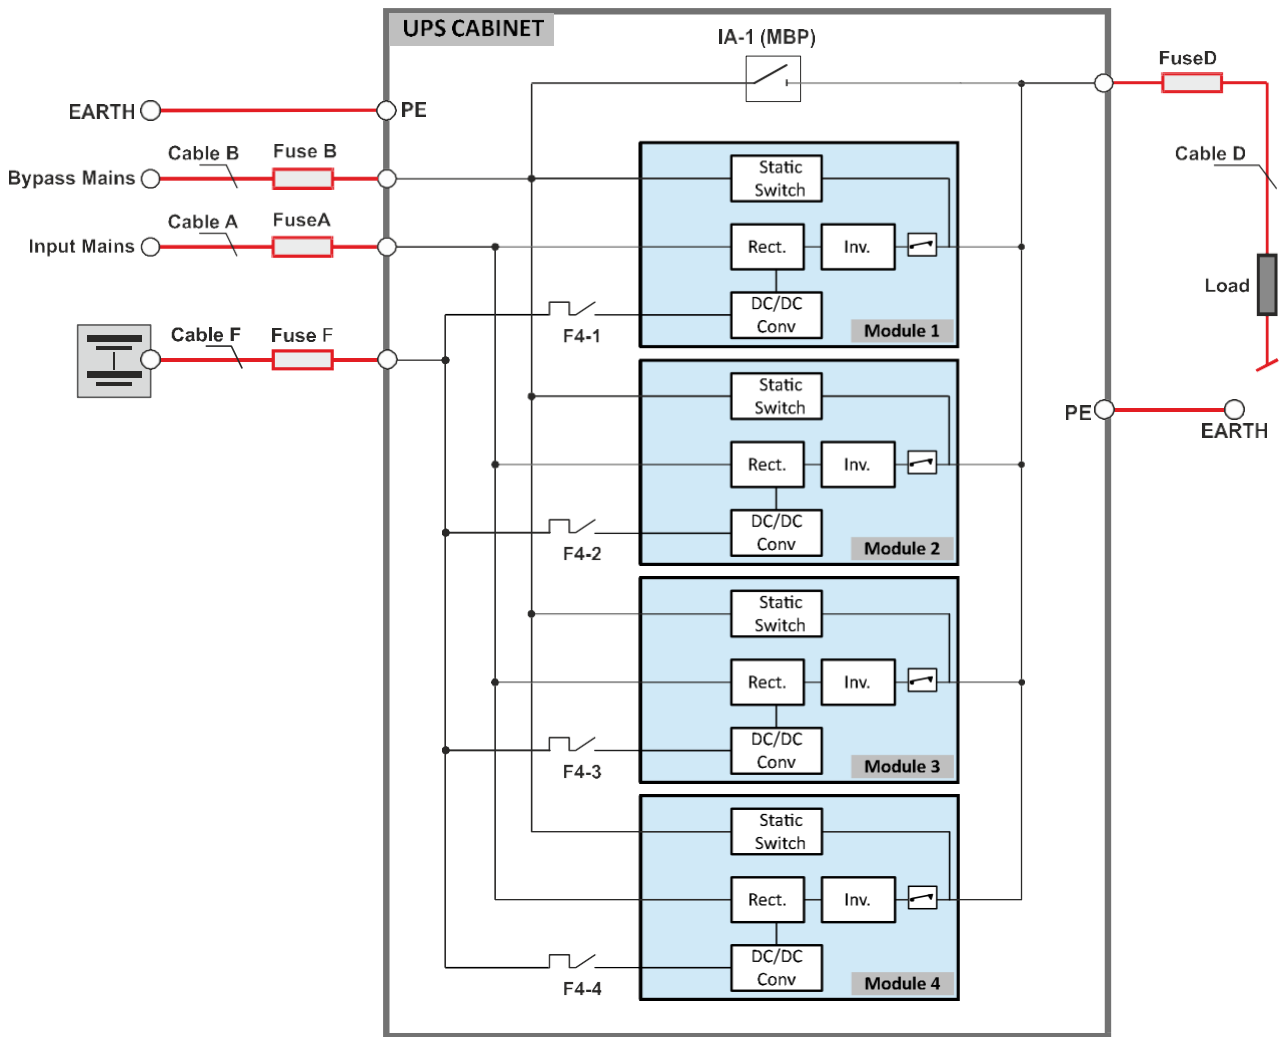 UPS CABINET
IA-1 (MBP)
FuseD
EARTH
PE
Cable B
Fuse B
Bypass Mains
Static
Switch
Cable D
Cable A
FuseA
Input Mains
Rect.
Inv.
Load
DC/DC
Conv
Module 1
F4-1
Cable F
Fuse F
Static
Switch
PE
EARTH
Rect.
Inv.
DC/DC
Conv
Module 2
F4-2
Static
Switch
Rect.
Inv.
DC/DC
Conv
Module 3
F4-3
Static
Switch
Rect.
Inv.
DC/DC
Conv
Module 4
F4-4